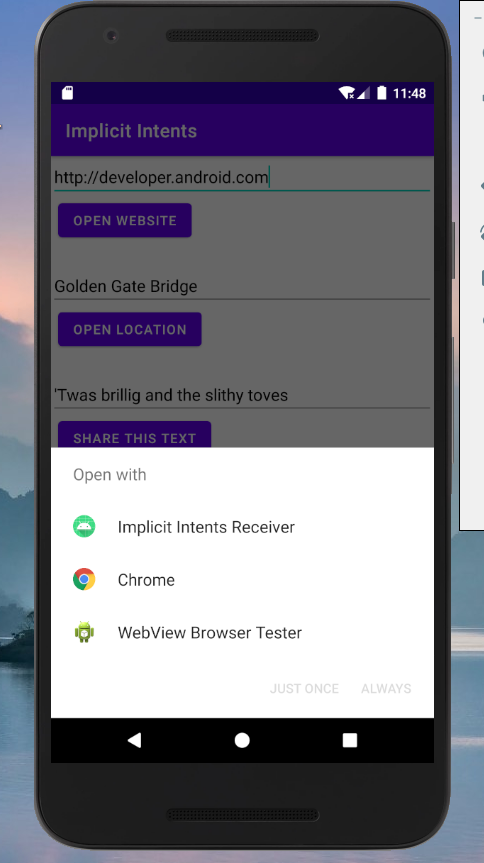 11:48
Implicit Intents
http://developer.android.com
OPEN WEBSITE
Golden Gate Bridge
OPEN LOCATION
'Twas brillig and the slithy toves
SHARE THIS TEXT
Open with
Implicit Intents Receiver
Chrome
WebView Browser Tester
JUST ONCE ALWAYS